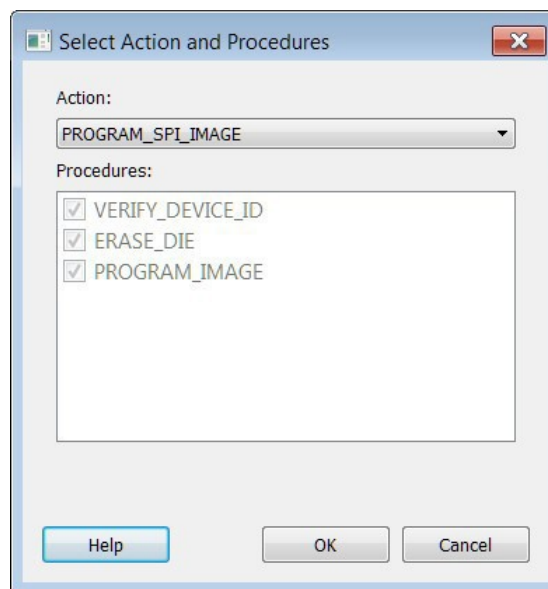 Select Action and Procedures
Action:
PROGRAM_SPI_IMAGE
Procedures:
VERIFY_DEVICE_ID
ERASE_DIE
PROGRAM_IMAGE
Help
OK
Cancel